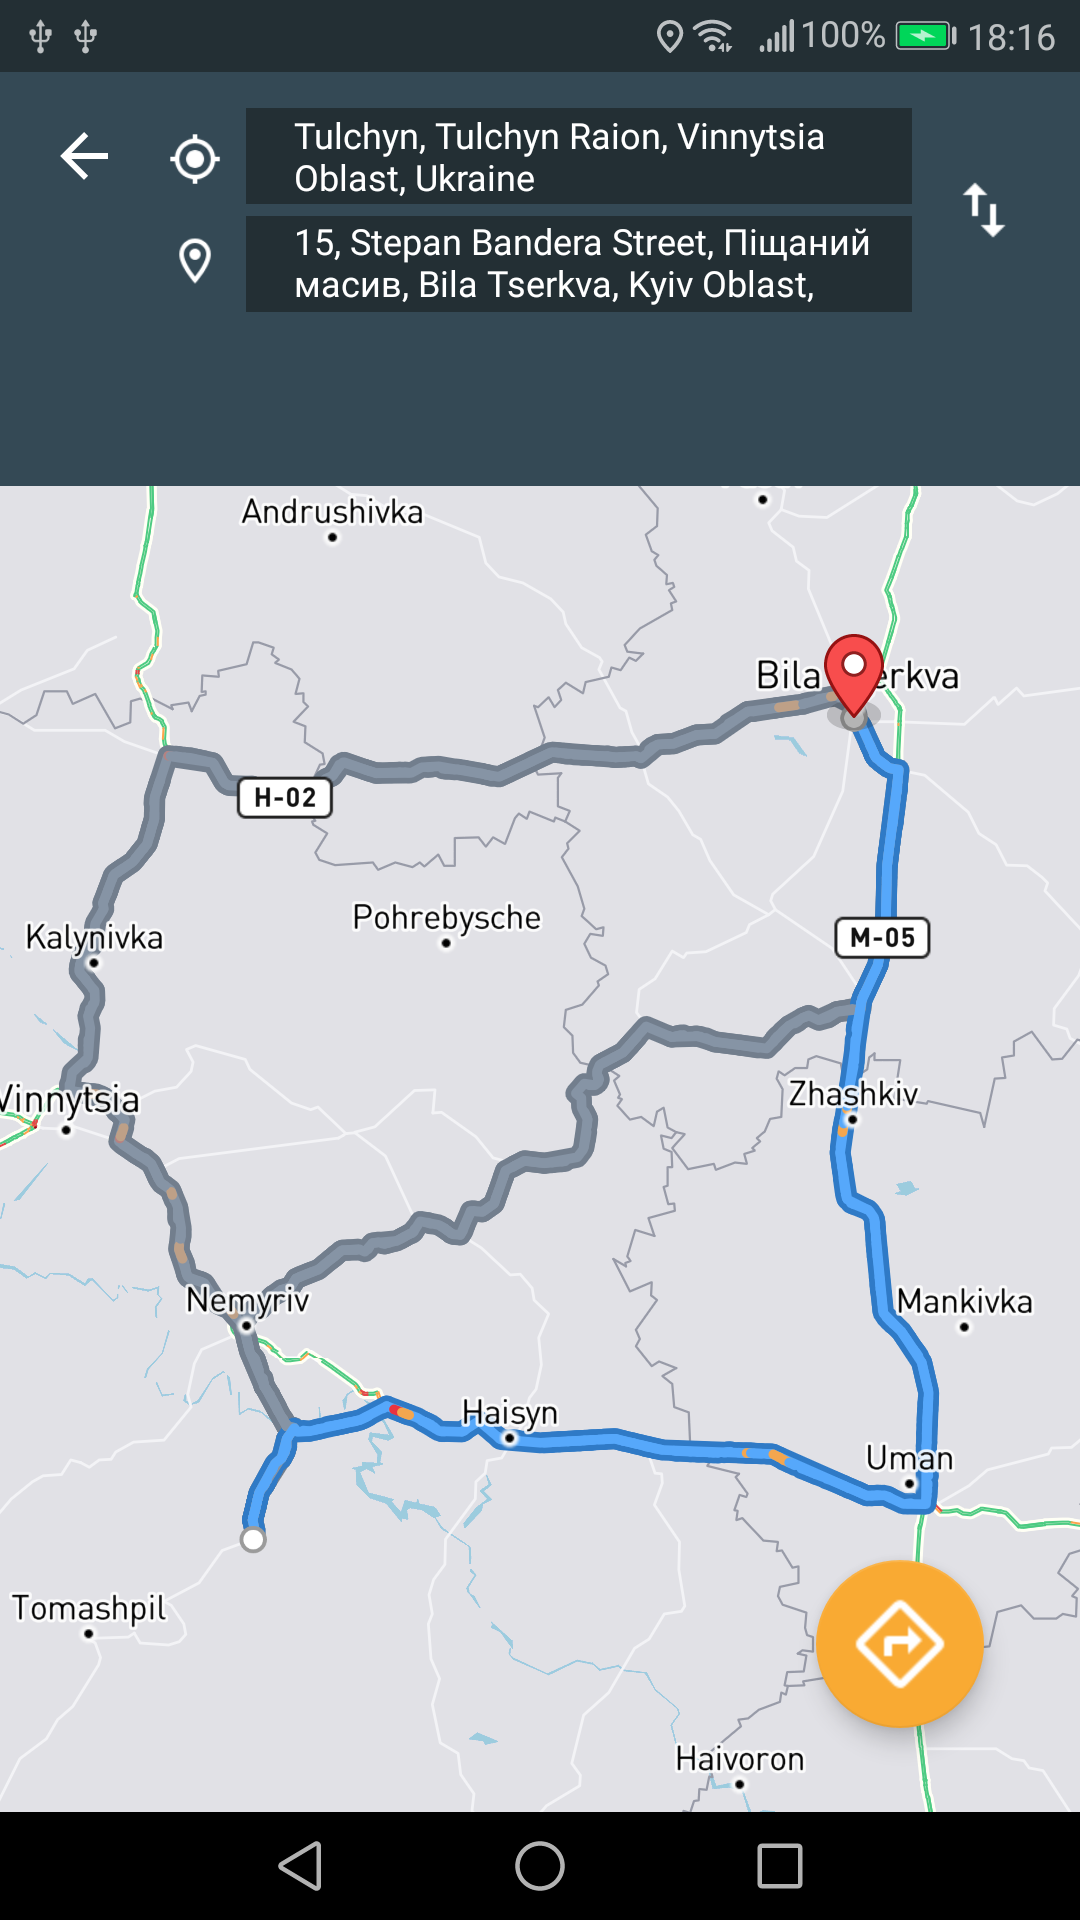 100% 18:16
Tulchyn, Tulchyn Raion, Vinnytsia
Oblast, Ukraine
15, Stepan Bandera Street, Піщаний
масив, Bila Tserkva, Kyiv Oblast,
Andrushivka
Bila erkva
H-02
Pohrebysche
Kalynivka
M-05
Zhashkiv
Vinnytsia
Nemyriv
Mankivka
Haisyn
Uman
Tomashpil
Haivoron